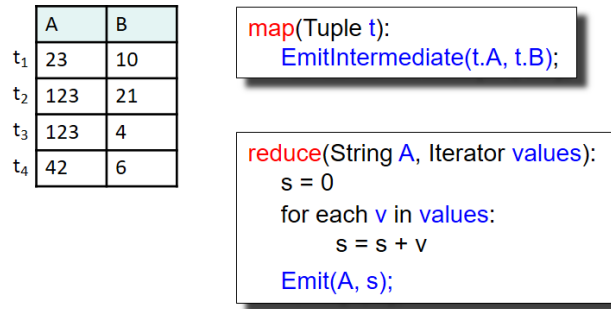 A B
t1 23 10
t2 123 21
t3 123 4
t4 42 6
map(Tuple t):
EmitIntermediate(t.A, t.B);
reduce(String A, Iterator values):
s = 0
for each v in values:
s = s + v
Emit(A, s);